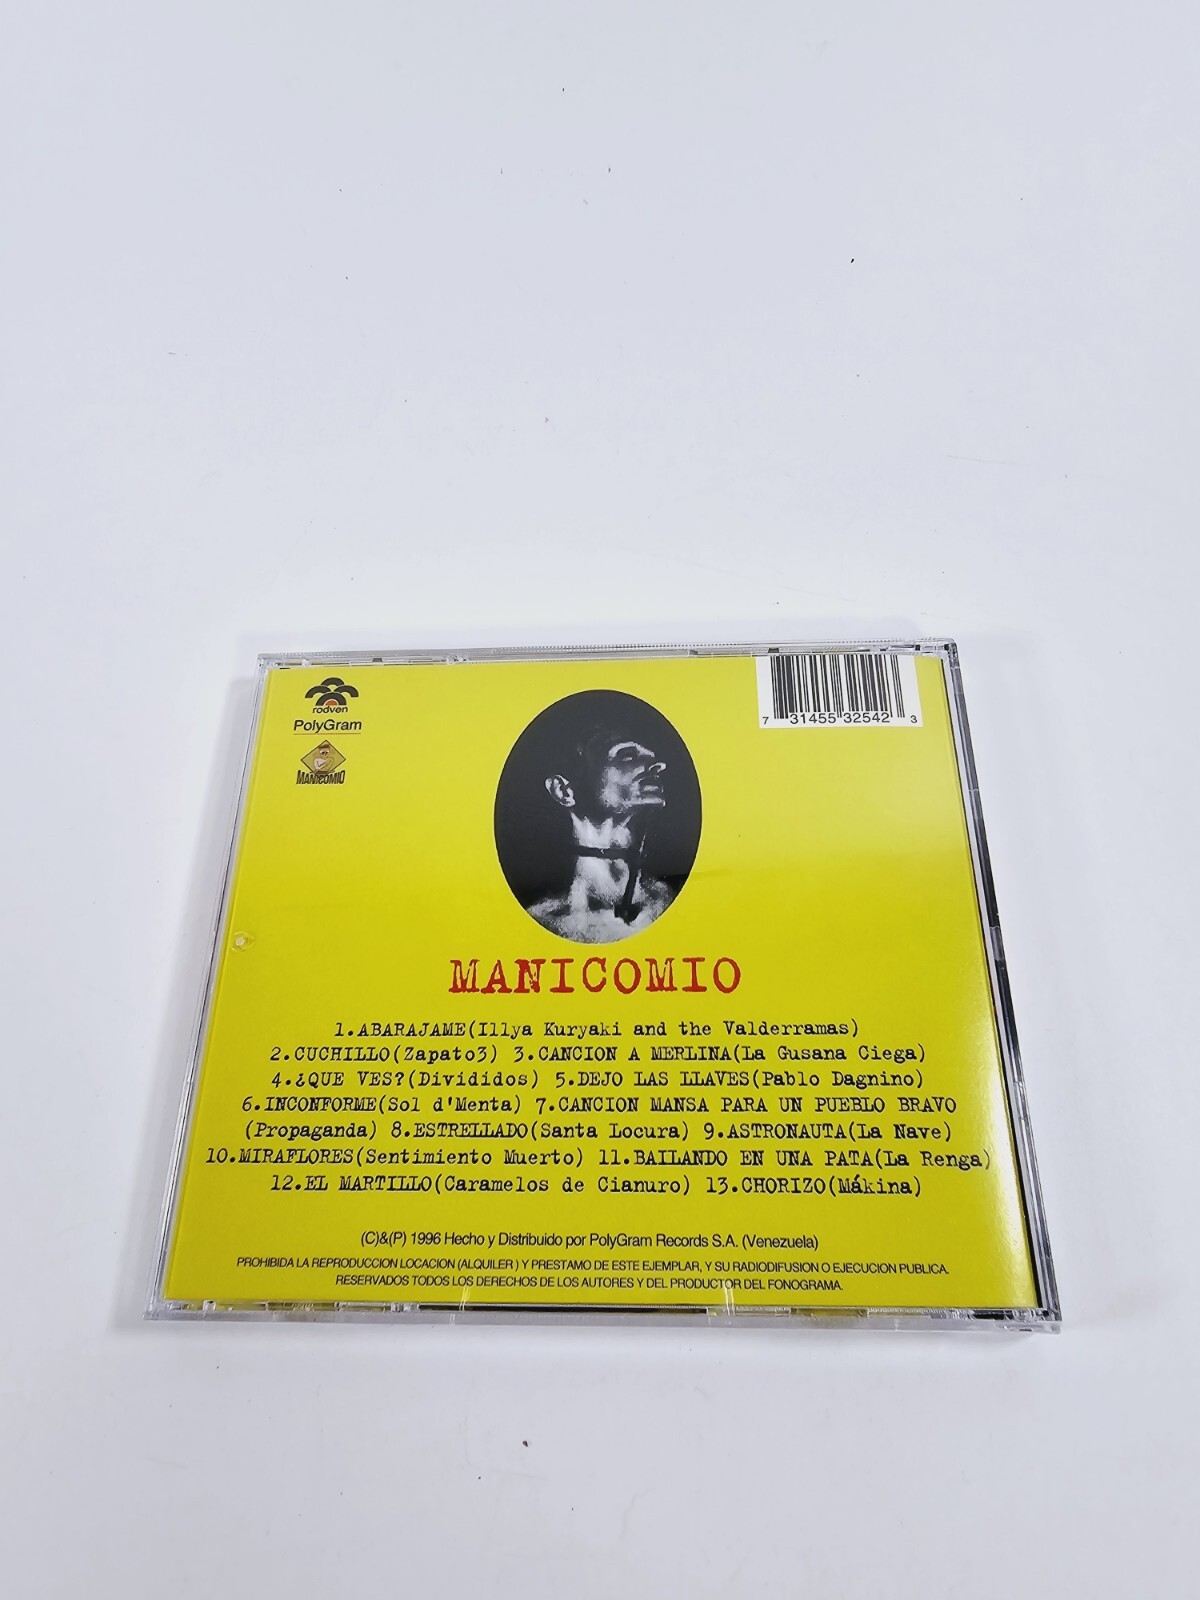 rodven
PolyGram
MANICOMIO
7 31455 32542 3
MANICOMIO
1.ABARAJAME(Illya Kuryaki and the Valderramas)
2.CUCHILLO(Zapato3) 3.CANCION A MERLINA(La Gusana Ciega)
4.¿QUE VES?(Divididos) 5.DEJO LAS LLAVES(Pablo Dagnino)
6.INCONFORME(Sol d'Menta) 7.CANCION MANSA PARA UN PUEBLO BRAVO
(Propaganda) 8.ESTRELLADO(Santa Locura) 9.ASTRONAUTA(La Nave)
10.MIRAFLORES(Sentimiento Muerto) 11.BAILANDO EN UNA PATA(La Renga)
12.EL MARTILLO(Caramelos de Cianuro) 13.CHORIZO(Mákina)
(C)&(P) 1996 Hecho y Distribuido por PolyGram Records S.A. (Venezuela)
PROHIBIDA LA REPRODUCCION LOCACION (ALQUILER ) Y PRESTAMO DE ESTE EJEMPLAR, Y SU RADIODIFUSION O EJECUCION PUBLICA.
RESERVADOS TODOS LOS DERECHOS DE LOS AUTORES Y DEL PRODUCTOR DEL FONOGRAMA.